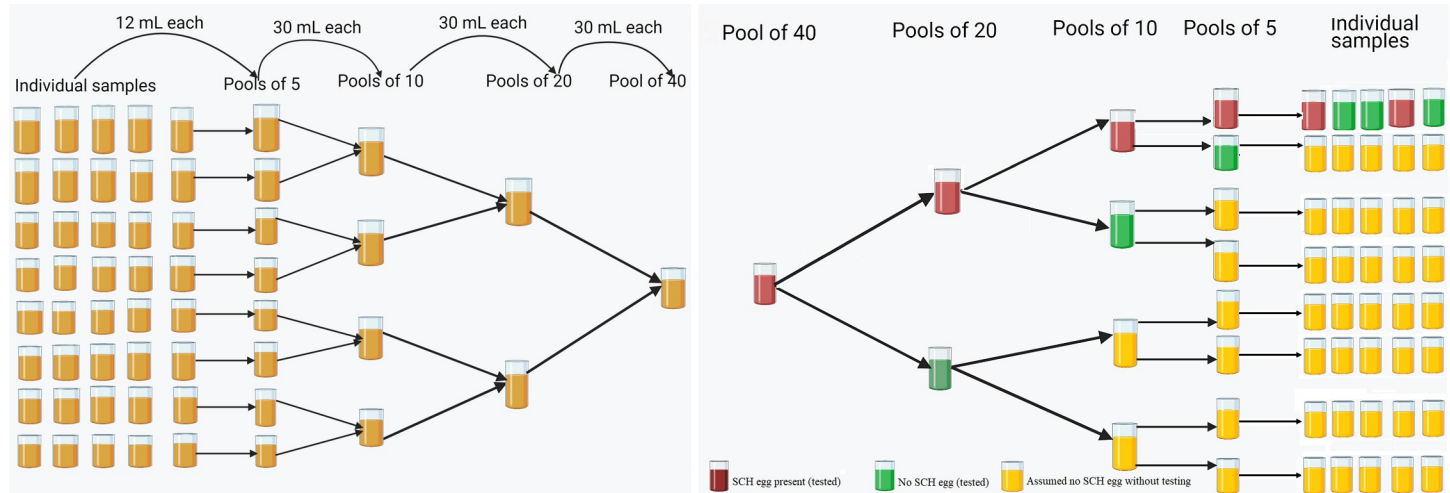 12 mL each
30 mL each
30 mL each
30 mL each
Individual samples
Pools of 5
Pools of 10
Pools of 20
Pool of 40
Pool of 40
Pools of 20
Pools of 10
Pools of 5
Individual
samples
SCH egg present (tested)
No SCH egg (tested)
Assumed no SCH egg without testing